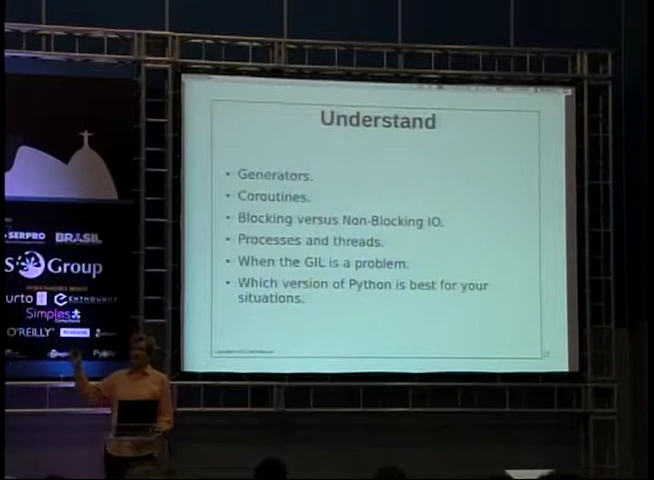 Understand
• Generators.
• Coroutines.
• Blocking versus Non-Blocking IO.
• Processes and threads.
• When the GIL is a problem.
• Which version of Python is best for your
situations.
SERPRO BRASIL
Group
ENTHOUGHT
Simples
O'REILLY PEARSON